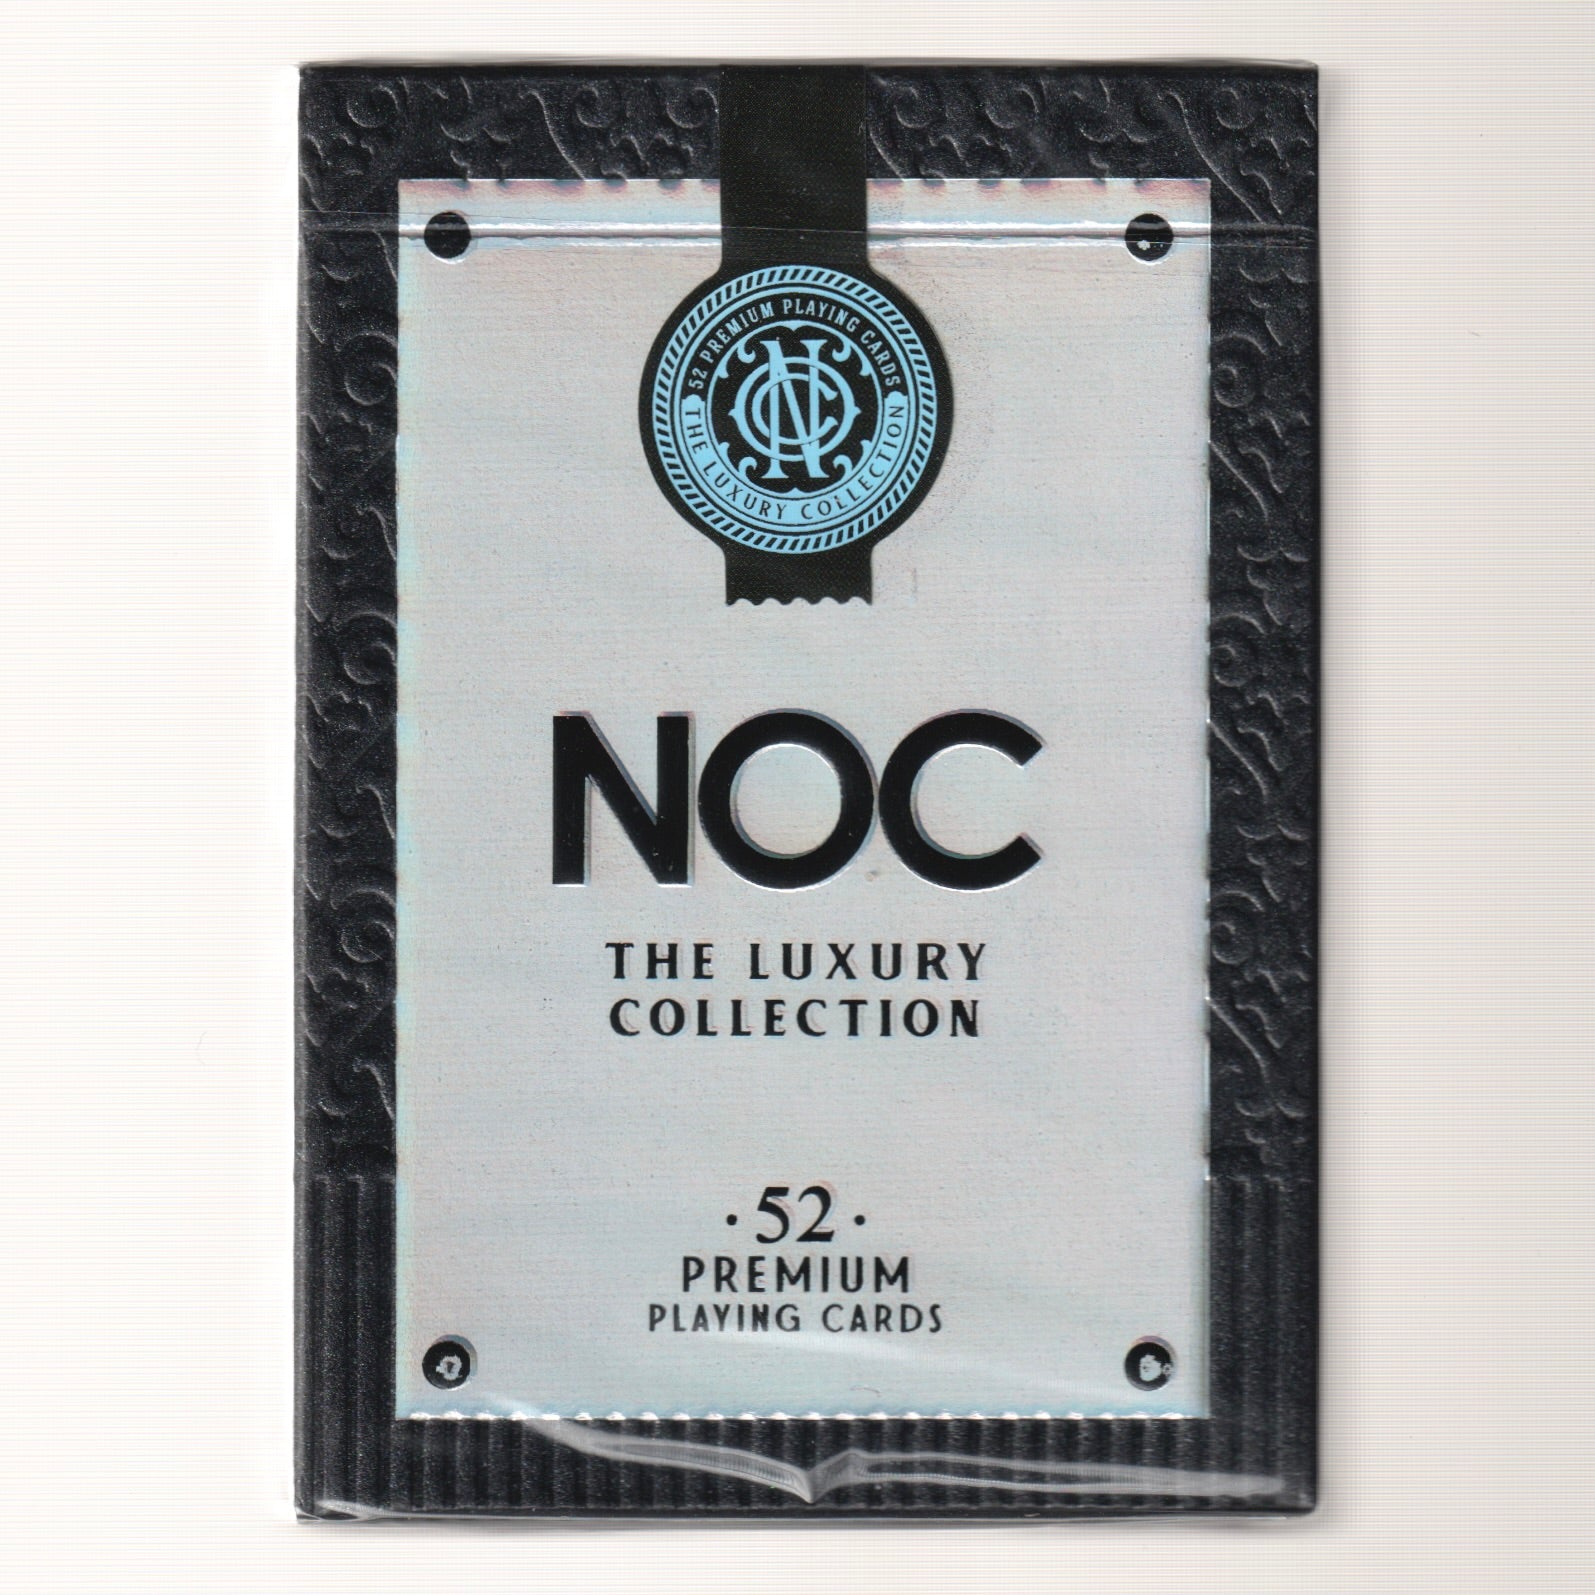 52 PREMIUM PLAYING CARDS
NOC
THE LUXURY COLLECTION
NOC
THE LUXURY
COLLECTION
·52·
PREMIUM
PLAYING CARDS